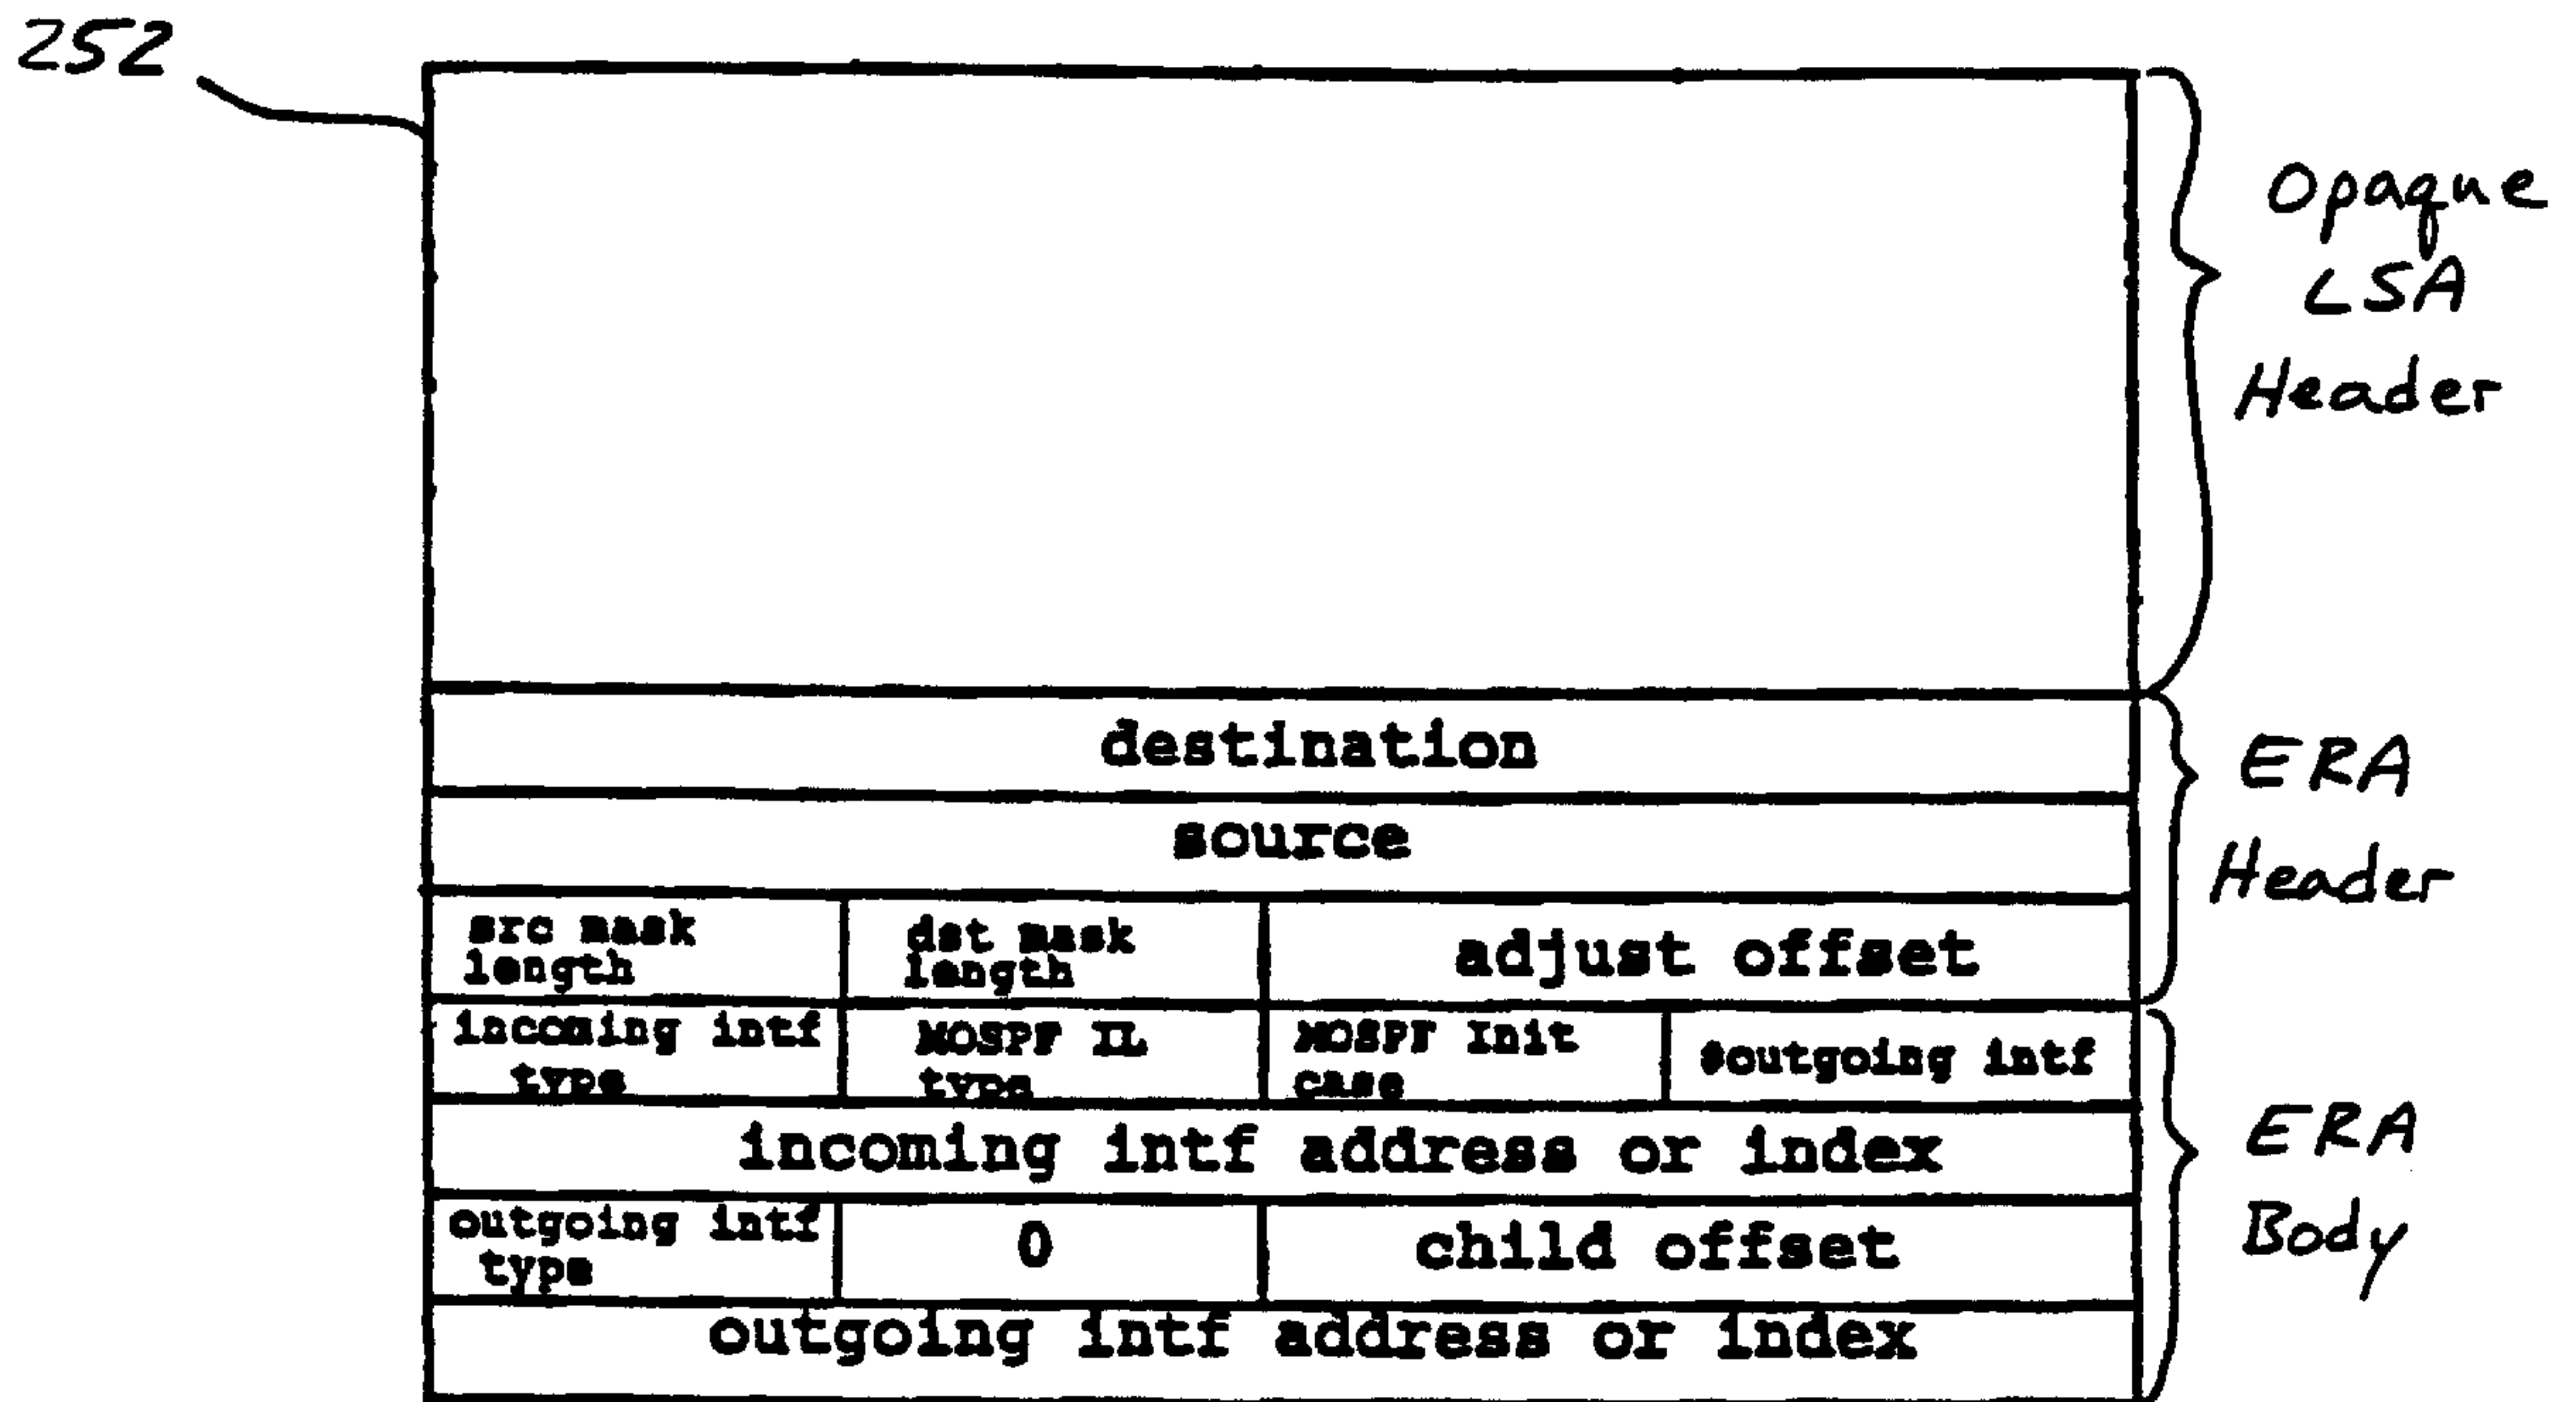 252
Opaque
LSA
Header
destination
source
ERA
Header
src mask
length
dst mask
length
adjust offset
incoming intf
type
MOSPF IL
type
MOSPF Init
case
#outgoing intf
incoming intf address or index
outgoing intf
type
0
child offset
outgoing intf address or index
ERA
Body